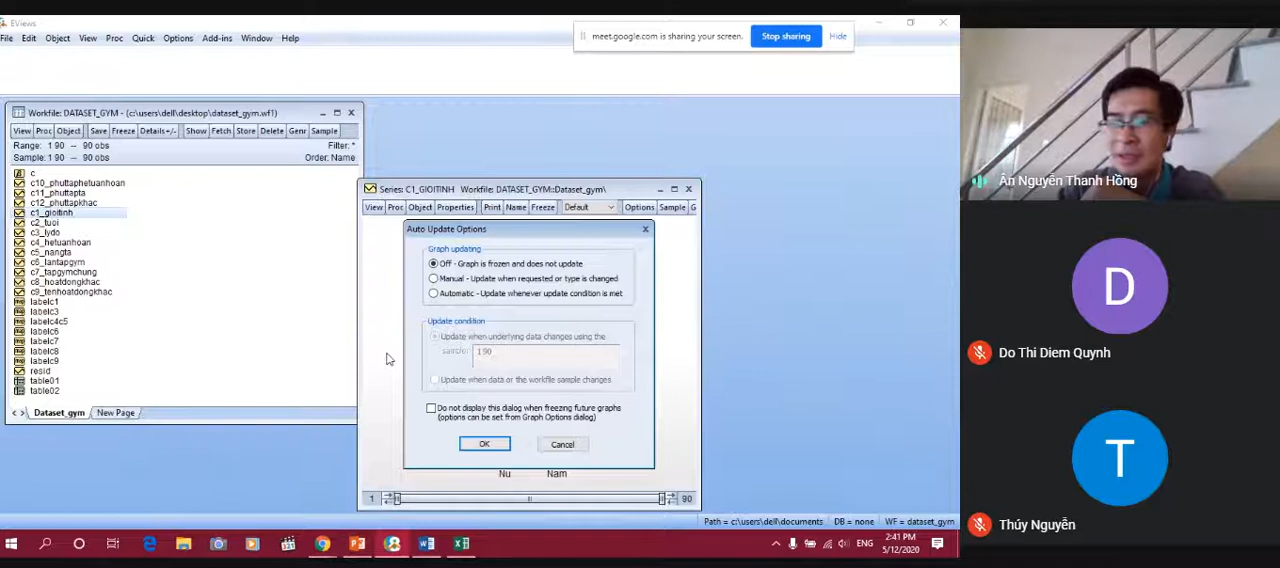 EViews
File Edit Object View Proc Quick Options Add-ins Window Help
meet.google.com is sharing your screen. Stop sharing Hide
Workfile: DATASET_GYM - (c:\users\dell\desktop\dataset_gym.wf1)
View Proc Object Save Freeze Details+/- Show Fetch Store Delete Genr Sample
Range: 1 90 -- 90 obs Filter: *
Sample: 1 90 -- 90 obs Order: Name
c
c10_phuttaphetuanhoan
c11_phuttapta
c12_phuttapkhac
c1_gioitinh
c2_tuoi
c3_lydo
c4_hetuanhoan
c5_nangta
c6_lantapgym
c7_tapgymchung
c8_hoatdongkhac
c9_tenhoatdongkhac
labelc1
labelc3
labelc4c5
labelc6
labelc7
labelc8
labelc9
resid
table01
table02
Dataset_gym New Page
Series: C1_GIOITINH Workfile: DATASET_GYM::Dataset_gym\
View Proc Object Properties Print Name Freeze Default Options Sample G
Auto Update Options
Graph updating
Off - Graph is frozen and does not update
Manual - Update when requested or type is changed
Automatic - Update whenever update condition is met
Update condition
Update when underlying data changes using the
sample: 1 90
Update when data or the workfile sample changes
Do not display this dialog when freezing future graphs
(options can be set from Graph Options dialog)
OK Cancel
Nu Nam
1 90
Path = c:\users\dell\documents DB = none WF = dataset_gym
ENG
2:41 PM
5/12/2020
Ân Nguyễn Thanh Hồng
D
Do Thi Diem Quynh
T
Thúy Nguyễn